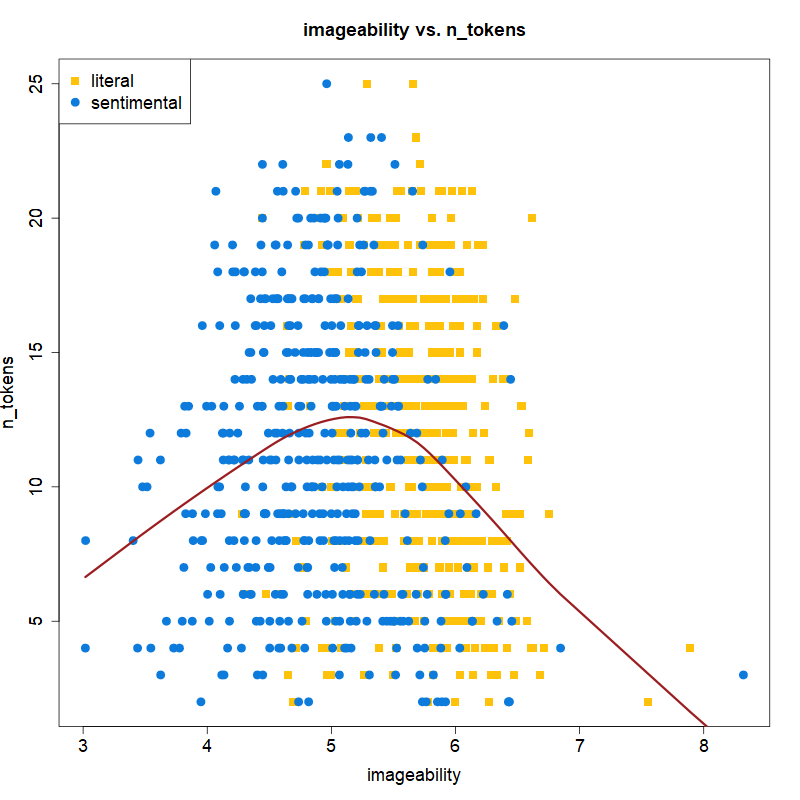 imageability vs. n_tokens
literal
sentimental
25
20
15
10
5
n_tokens
3 4 5 6 7 8
imageability